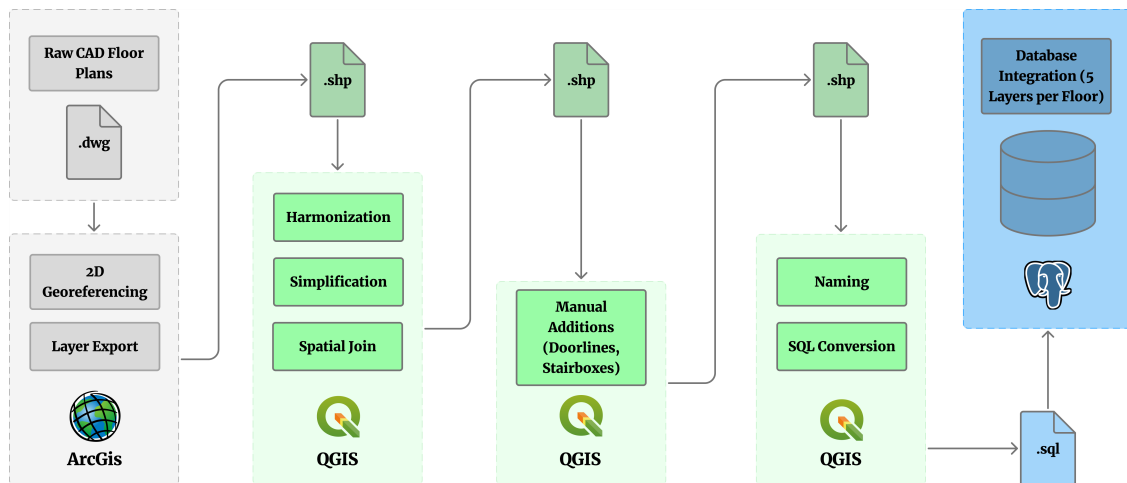 Raw CAD Floor
Plans
.dwg
2D
Georeferencing
Layer Export
ArcGis
.shp
Harmonization
Simplification
Spatial Join
QGIS
.shp
Manual
Additions
(Doorlines,
Stairboxes)
QGIS
.shp
Naming
SQL Conversion
QGIS
.sql
Database
Integration (5
Layers per Floor)